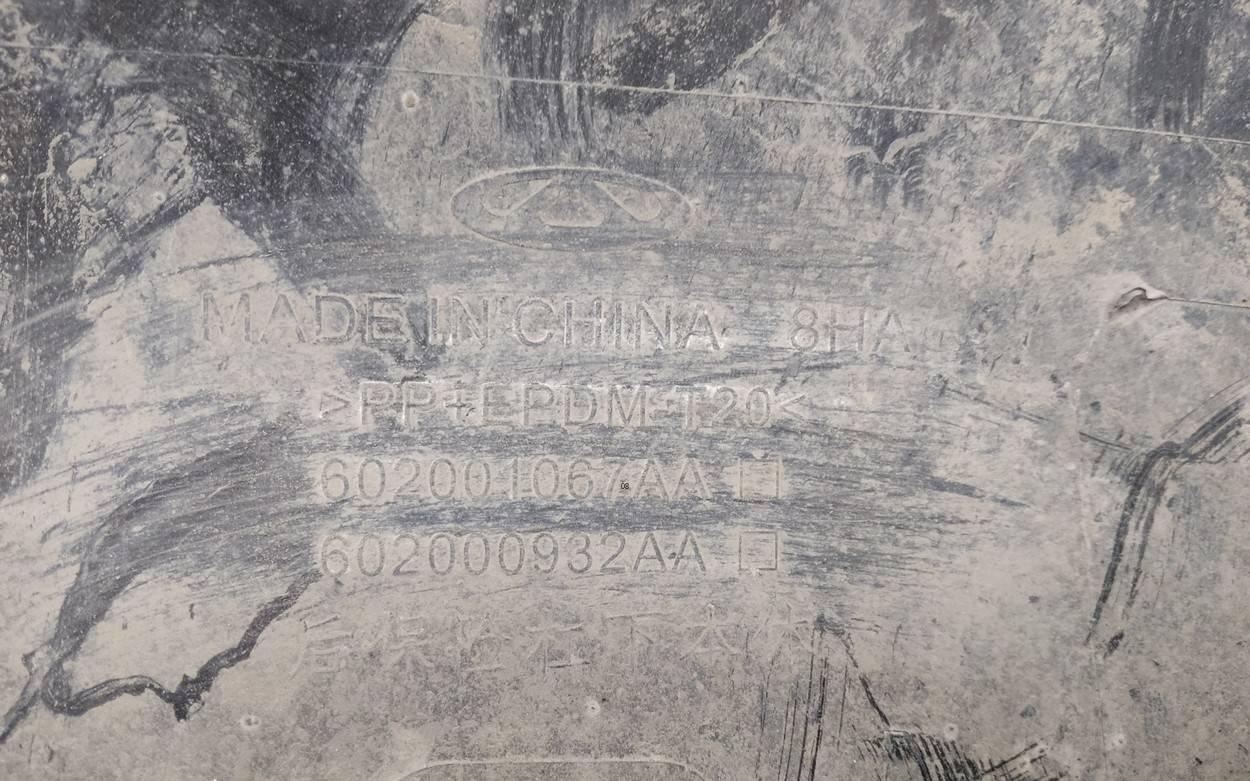 MADE IN CHINA 8HA
>PP+EPDM-T20<
602001067AA □
602000932AA □